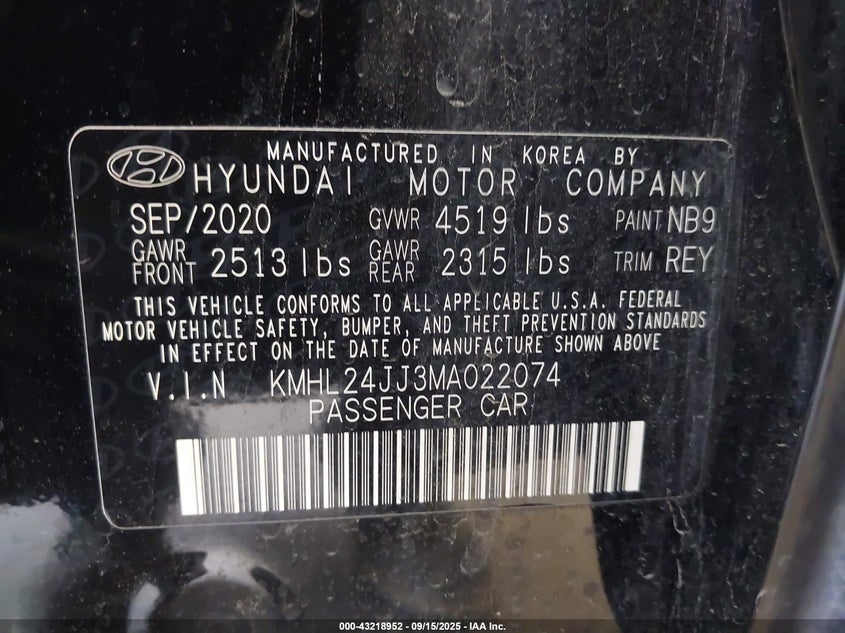 MANUFACTURED IN KOREA BY
HYUNDAI MOTOR COMPANY
SEP/2020 GVWR 4519 lbs PAINT NB9
GAWR FRONT 2513 lbs GAWR REAR 2315 lbs TRIM REY
THIS VEHICLE CONFORMS TO ALL APPLICABLE U.S.A. FEDERAL
MOTOR VEHICLE SAFETY, BUMPER, AND THEFT PREVENTION STANDARDS
IN EFFECT ON THE DATE OF MANUFACTURE SHOWN ABOVE
V.I.N KMHL24JJ3MA022074
PASSENGER CAR
000-43218952 - 09/15/2025 - IAA Inc.